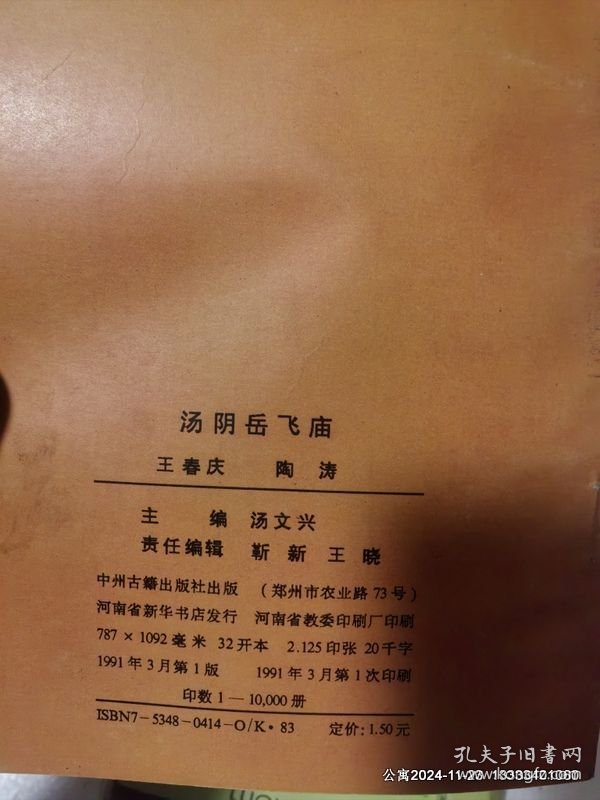 汤阴岳飞庙
王春庆 陶涛
主编 汤文兴
责任编辑 靳新 王晓
中州古籍出版社出版 (郑州市农业路73号)
河南省新华书店发行 河南省教委印刷厂印刷
787×1092毫米 32开本 2.125印张 20千字
1991年3月第1版 1991年3月第1次印刷
印数1—10,000册
ISBN7-5348-0414-O/K·83 定价:1.50元
孔夫子旧书网